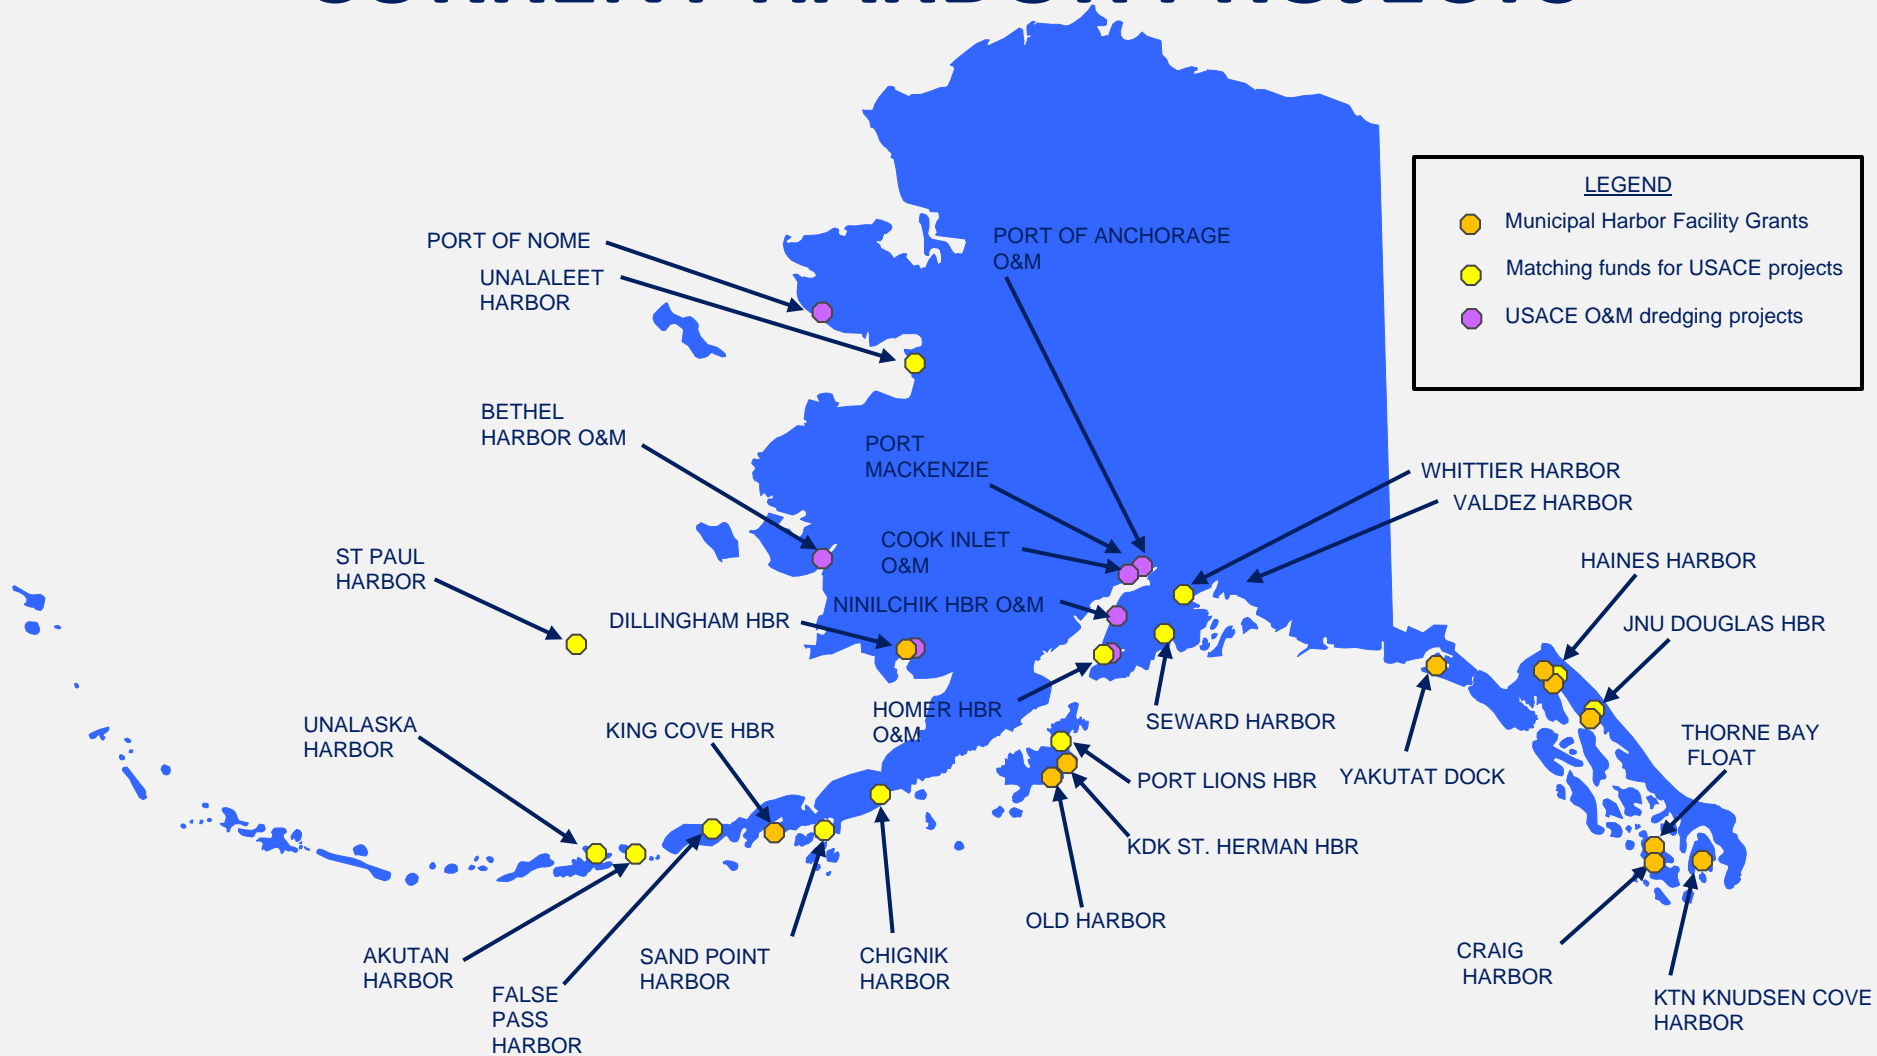 PORT OF NOME
UNALALEET
HARBOR
PORT OF ANCHORAGE
O&M
LEGEND
Municipal Harbor Facility Grants
Matching funds for USACE projects
USACE O&M dredging projects
BETHEL
HARBOR O&M
PORT
MACKENZIE
WHITTIER HARBOR
VALDEZ HARBOR
COOK INLET
O&M
ST PAUL
HARBOR
HAINES HARBOR
NINILCHIK HBR O&M
DILLINGHAM HBR
JNU DOUGLAS HBR
HOMER HBR
O&M
SEWARD HARBOR
UNALASKA
HARBOR
KING COVE HBR
THORNE BAY
FLOAT
PORT LIONS HBR
YAKUTAT DOCK
KDK ST. HERMAN HBR
OLD HARBOR
AKUTAN
HARBOR
SAND POINT
HARBOR
CHIGNIK
HARBOR
CRAIG
HARBOR
FALSE
PASS
HARBOR
KTN KNUDSEN COVE
HARBOR